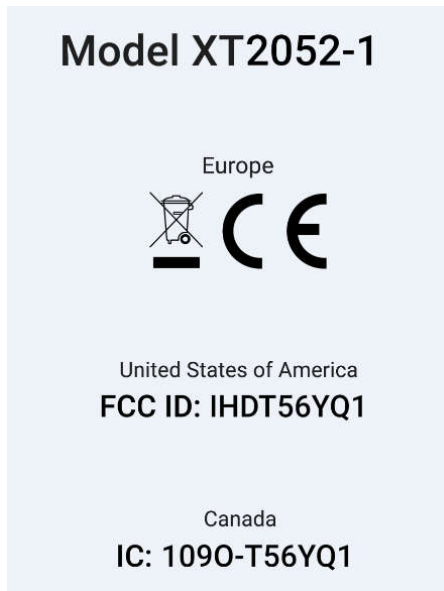 Model XT2052-1
Europe
CE
United States of America
FCC ID: IHDT56YQ1
Canada
IC: 109O-T56YQ1